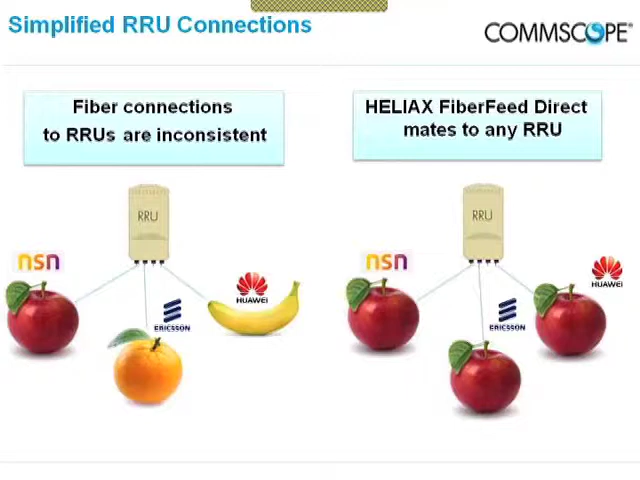 Simplified RRU Connections
COMMSCOPE®
Fiber connections
to RRUs are inconsistent
HELIAX FiberFeed Direct
mates to any RRU
RRU
RRU
nsn
HUAWEI
ERICSSON
nsn
HUAWEI
ERICSSON